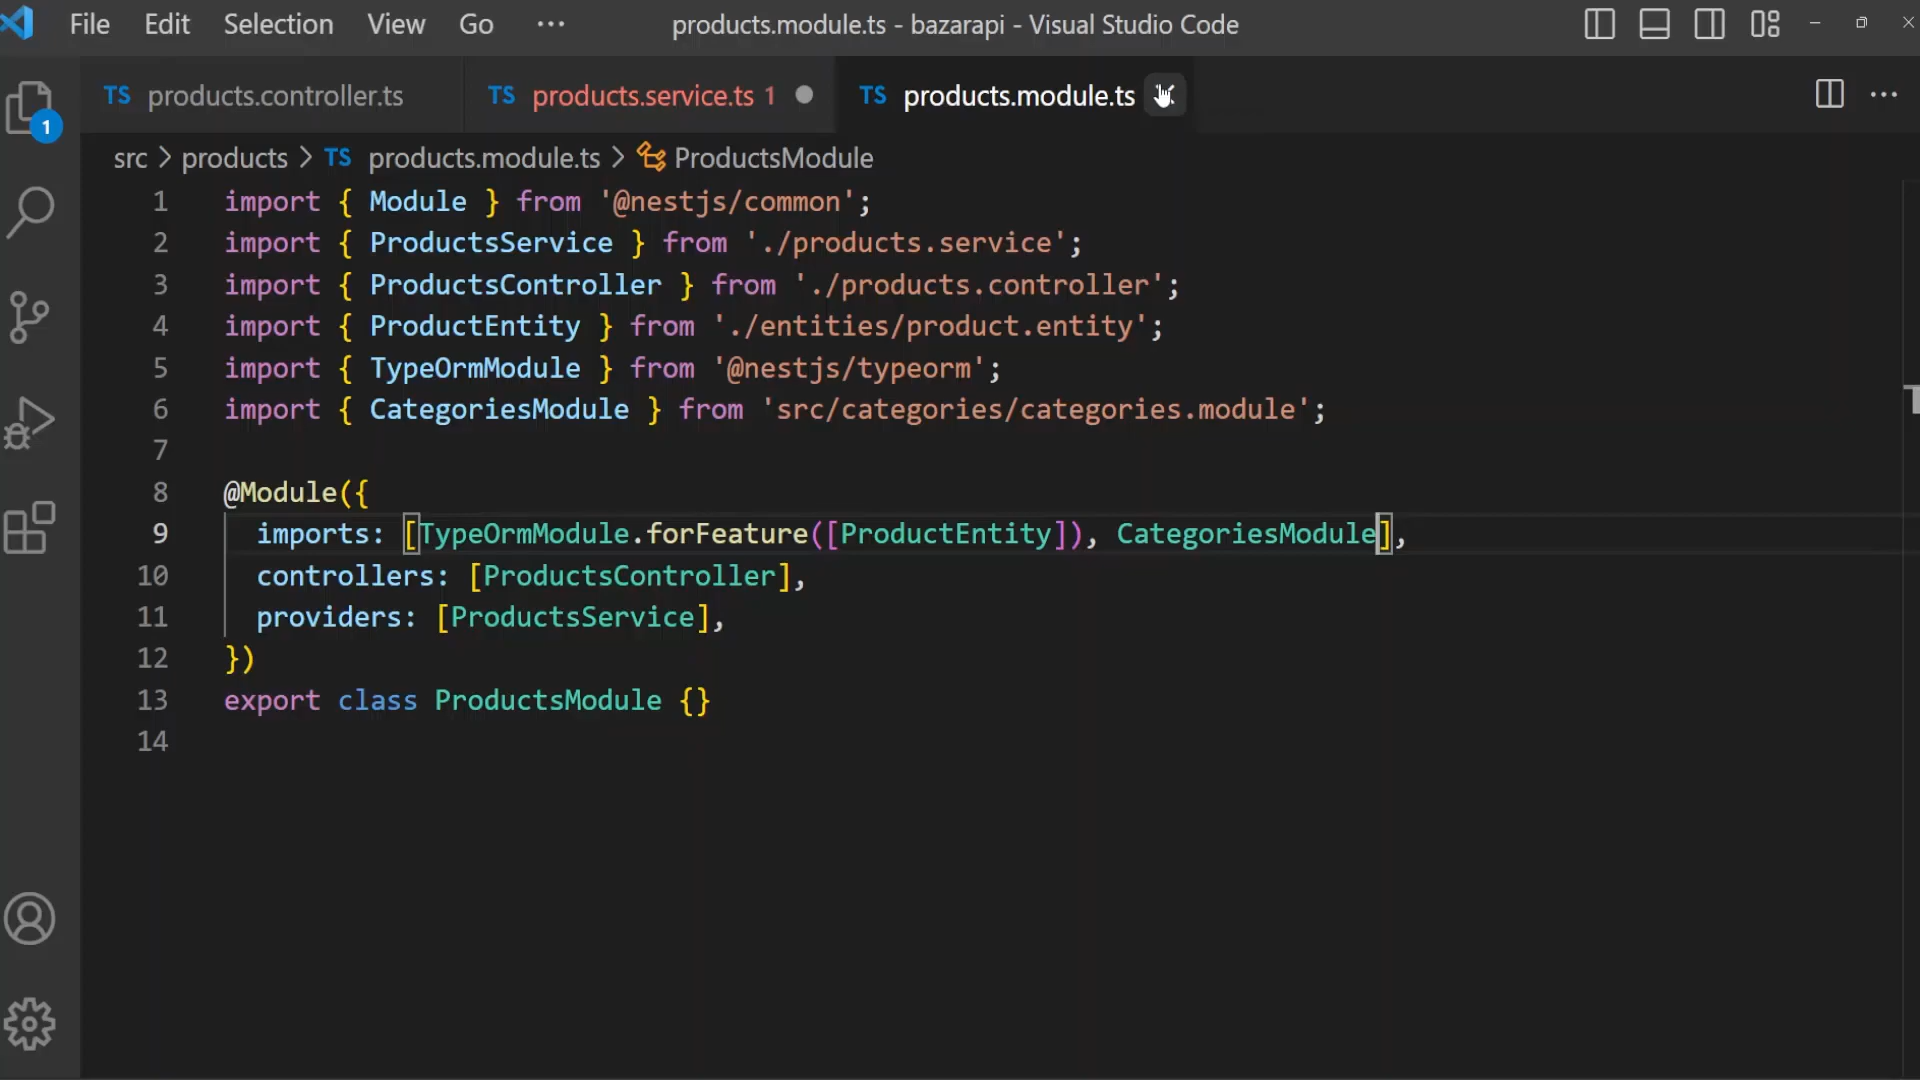 File Edit Selection View Go ··· products.module.ts - bazarapi - Visual Studio Code
TS products.controller.ts TS products.service.ts 1 TS products.module.ts
1
src > products > TS products.module.ts > ProductsModule
1 import { Module } from '@nestjs/common';
2 import { ProductsService } from './products.service';
3 import { ProductsController } from './products.controller';
4 import { ProductEntity } from './entities/product.entity';
5 import { TypeOrmModule } from '@nestjs/typeorm';
6 import { CategoriesModule } from 'src/categories/categories.module';
7
8 @Module({
9 imports: [TypeOrmModule.forFeature([ProductEntity]), CategoriesModule],
10 controllers: [ProductsController],
11 providers: [ProductsService],
12 })
13 export class ProductsModule {}
14